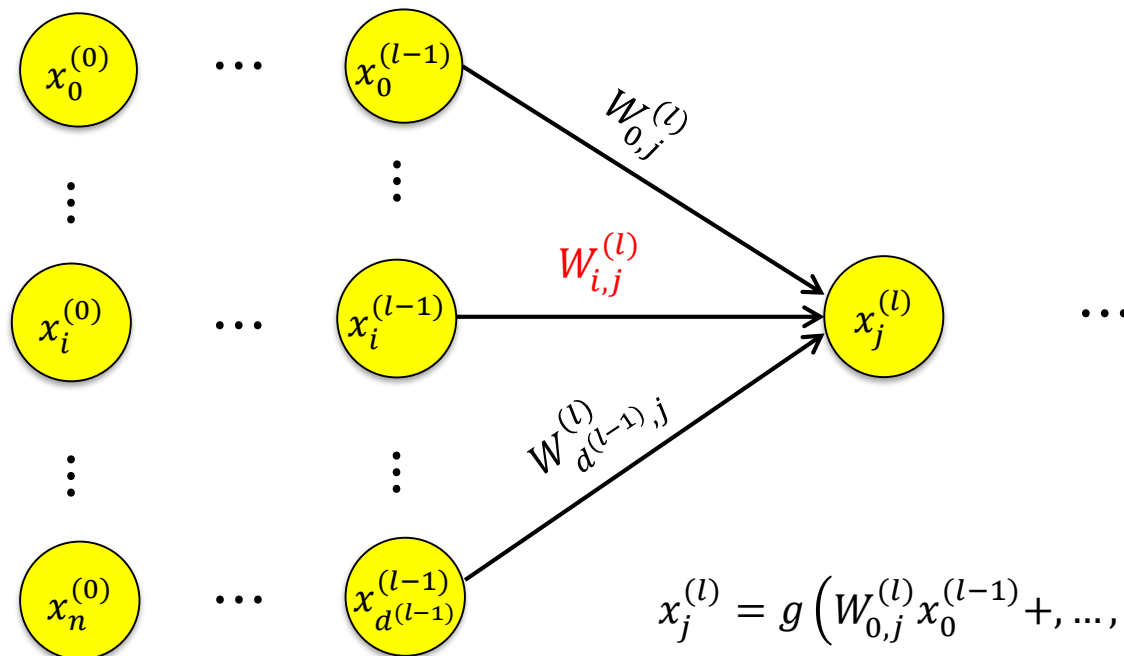 x_0^{(0)} ⋯ x_0^{(l-1)}
W_{0,j}^{(l)}
⋮ ⋮
W_{i,j}^{(l)}
x_i^{(0)} ⋯ x_i^{(l-1)} x_j^{(l)} ⋯
W_{d^{(l-1)},j}^{(l)}
⋮ ⋮
x_n^{(0)} ⋯ x_{d^{(l-1)}}^{(l-1)}
x_j^{(l)} = g(W_{0,j}^{(l)} x_0^{(l-1)} +, …,